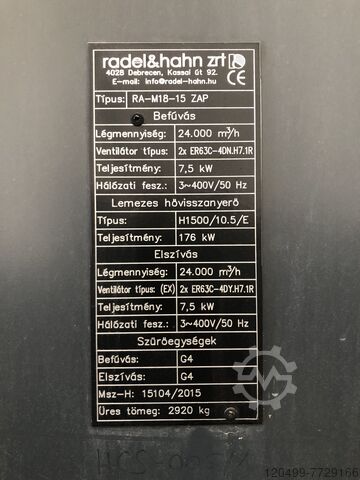 radel&hahn zrt
4028 Debrecen, Kassai út 92.
E-mail: info@radel-hahn.hu
CE
Típus: RA-M18-15 ZAP
Befúvás
Légmennyiség: 24.000 m³/h
Ventilátor típus: 2x ER63C-4DN.H7.1R
Teljesítmény: 7,5 kW
Hálózati fesz.: 3~400V/50 Hz
Lemezes hővisszanyerő
Típus: H1500/10.5/E
Teljesítmény: 176 kW
Elszívás
Légmennyiség: 24.000 m³/h
Ventilátor típus: (EX) 2x ER63C-4DY.H7.1R
Teljesítmény: 7,5 kW
Hálózati fesz.: 3~400V/50 Hz
Szűrőegységek
Befúvás: G4
Elszívás: G4
Msz-H: 15104/2015
Üres tömeg: 2920 kg
120499-7729166